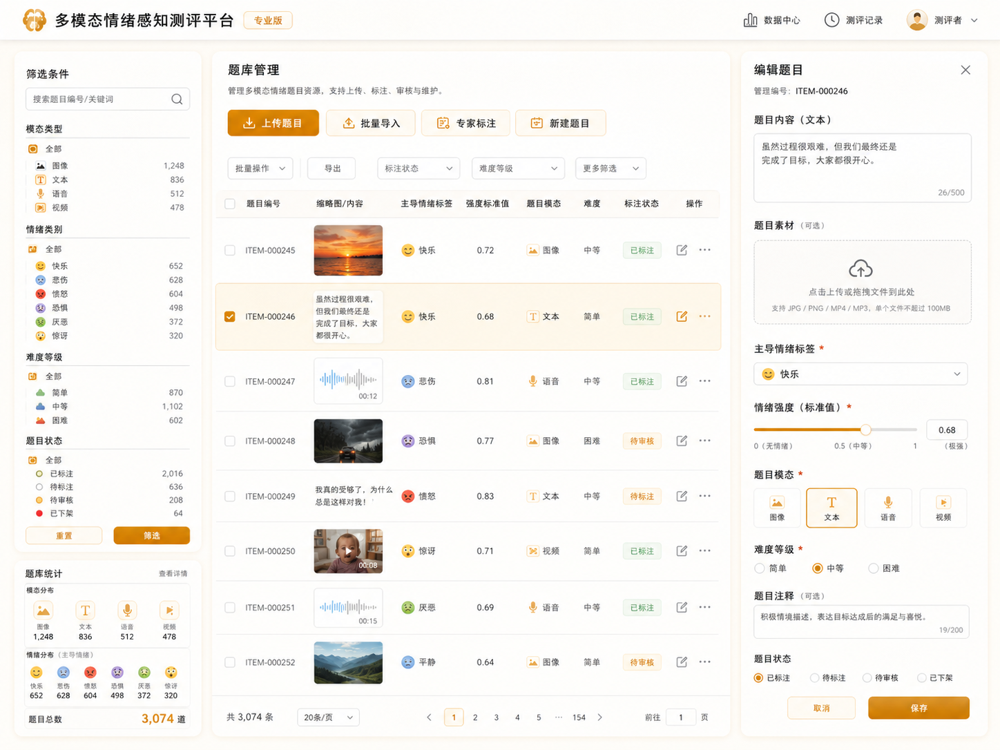 多模态情绪感知测评平台
专业版
数据中心
测评记录
测评者
筛选条件
搜索题目编号/关键词
模态类型
全部
图像 1,248
文本 836
语音 512
视频 478
情绪类别
全部
快乐 652
悲伤 628
愤怒 604
恐惧 498
厌恶 372
惊讶 320
难度等级
全部
简单 870
中等 1,102
困难 602
题目状态
全部
已标注 2,016
待标注 636
待审核 208
已下架 64
重置
筛选
题库统计
查看详情
模态分布
图像 文本 语音 视频
1,248 836 512 478
情绪分布（主导情绪）
快乐 悲伤 愤怒 恐惧 厌恶 惊讶
652 628 604 498 372 320
题目总数 3,074 道
题库管理
管理多模态情绪题目资源，支持上传、标注、审核与维护。
上传题目
批量导入
专家标注
新建题目
批量操作
导出
标注状态
难度等级
更多筛选
题目编号 缩略图/内容 主导情绪标签 强度标准值 题目模态 难度 标注状态 操作
ITEM-000245 快乐 0.72 图像 中等 已标注
ITEM-000246
虽然过程很艰难，
但我们最终还是
完成了目标，大家
都很开心。
快乐 0.68 文本 简单 已标注
ITEM-000247 00:12 悲伤 0.81 语音 中等 已标注
ITEM-000248 恐惧 0.77 图像 困难 待审核
ITEM-000249
我真的受够了，为什么
总是这样对我！
愤怒 0.83 文本 中等 待标注
ITEM-000250 00:08 惊讶 0.71 视频 简单 已标注
ITEM-000251 00:15 厌恶 0.69 语音 中等 已标注
ITEM-000252 平静 0.64 图像 简单 待审核
共 3,074 条
20条/页
1 2 3 4 5 ··· 154
前往 1 页
编辑题目
管理编号：ITEM-000246
题目内容（文本）
虽然过程很艰难，但我们最终还是
完成了目标，大家都很开心。
26/500
题目素材（可选）
点击上传或拖拽文件到此处
支持 JPG / PNG / MP4 / MP3，单个文件不超过 100MB
主导情绪标签 *
快乐
情绪强度（标准值）*
0.68
0（无情绪） 0.5（中等） 1 （极强）
题目模态 *
图像 文本 语音 视频
难度等级 *
简单 中等 困难
题目注释（可选）
积极情境描述，表达目标达成后的满足与喜悦。
19/200
题目状态
已标注 待标注 待审核 已下架
取消
保存